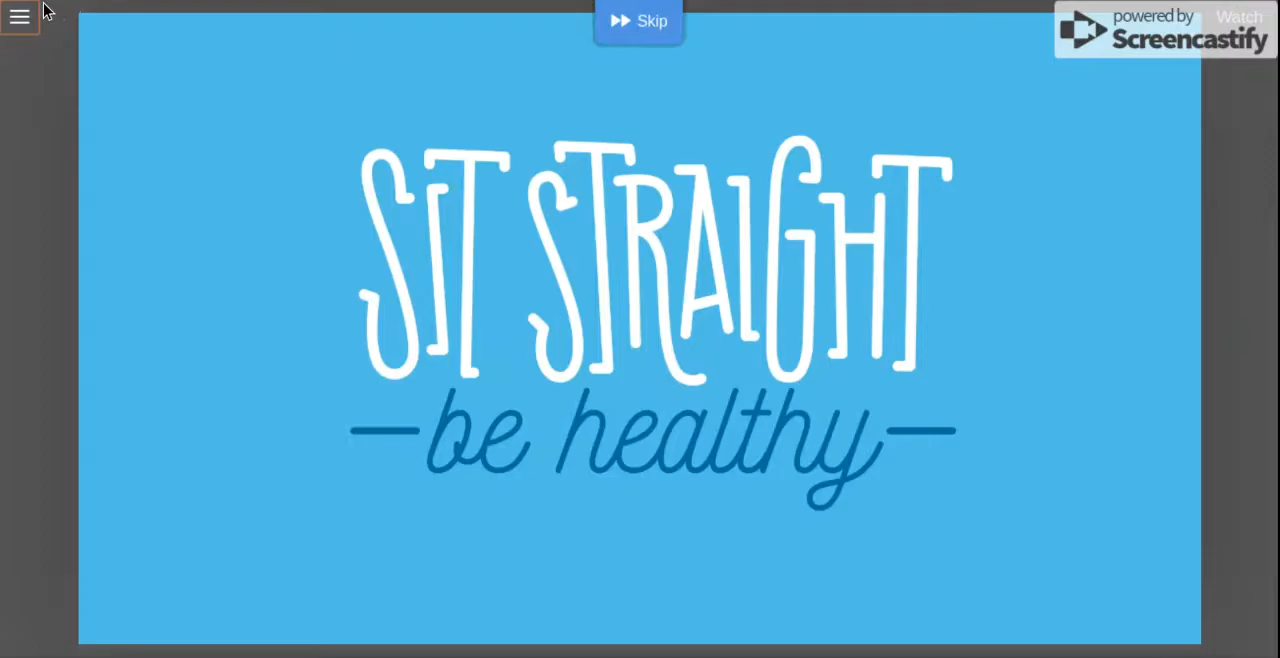 Skip
Watch
powered by
Screencastify
SIT STRAIGHT
be healthy